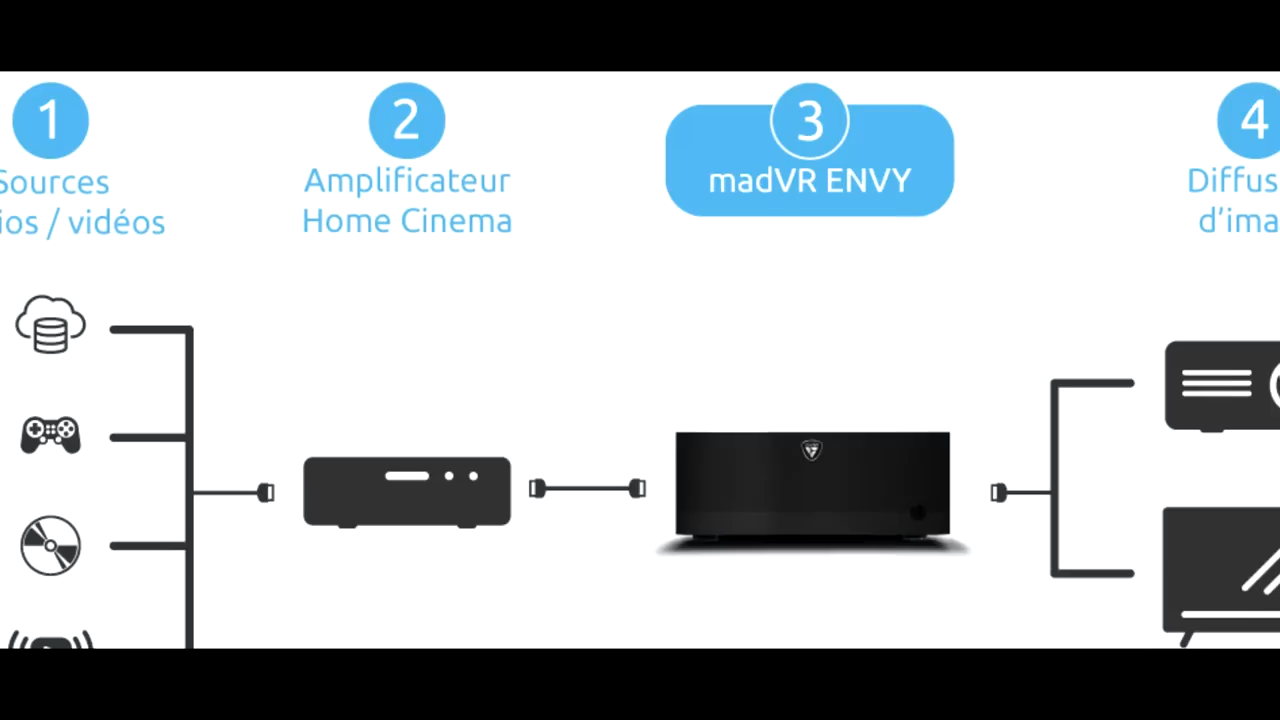 1
Sources
/ vidéos
2
Amplificateur
Home Cinema
3
madVR ENVY
4